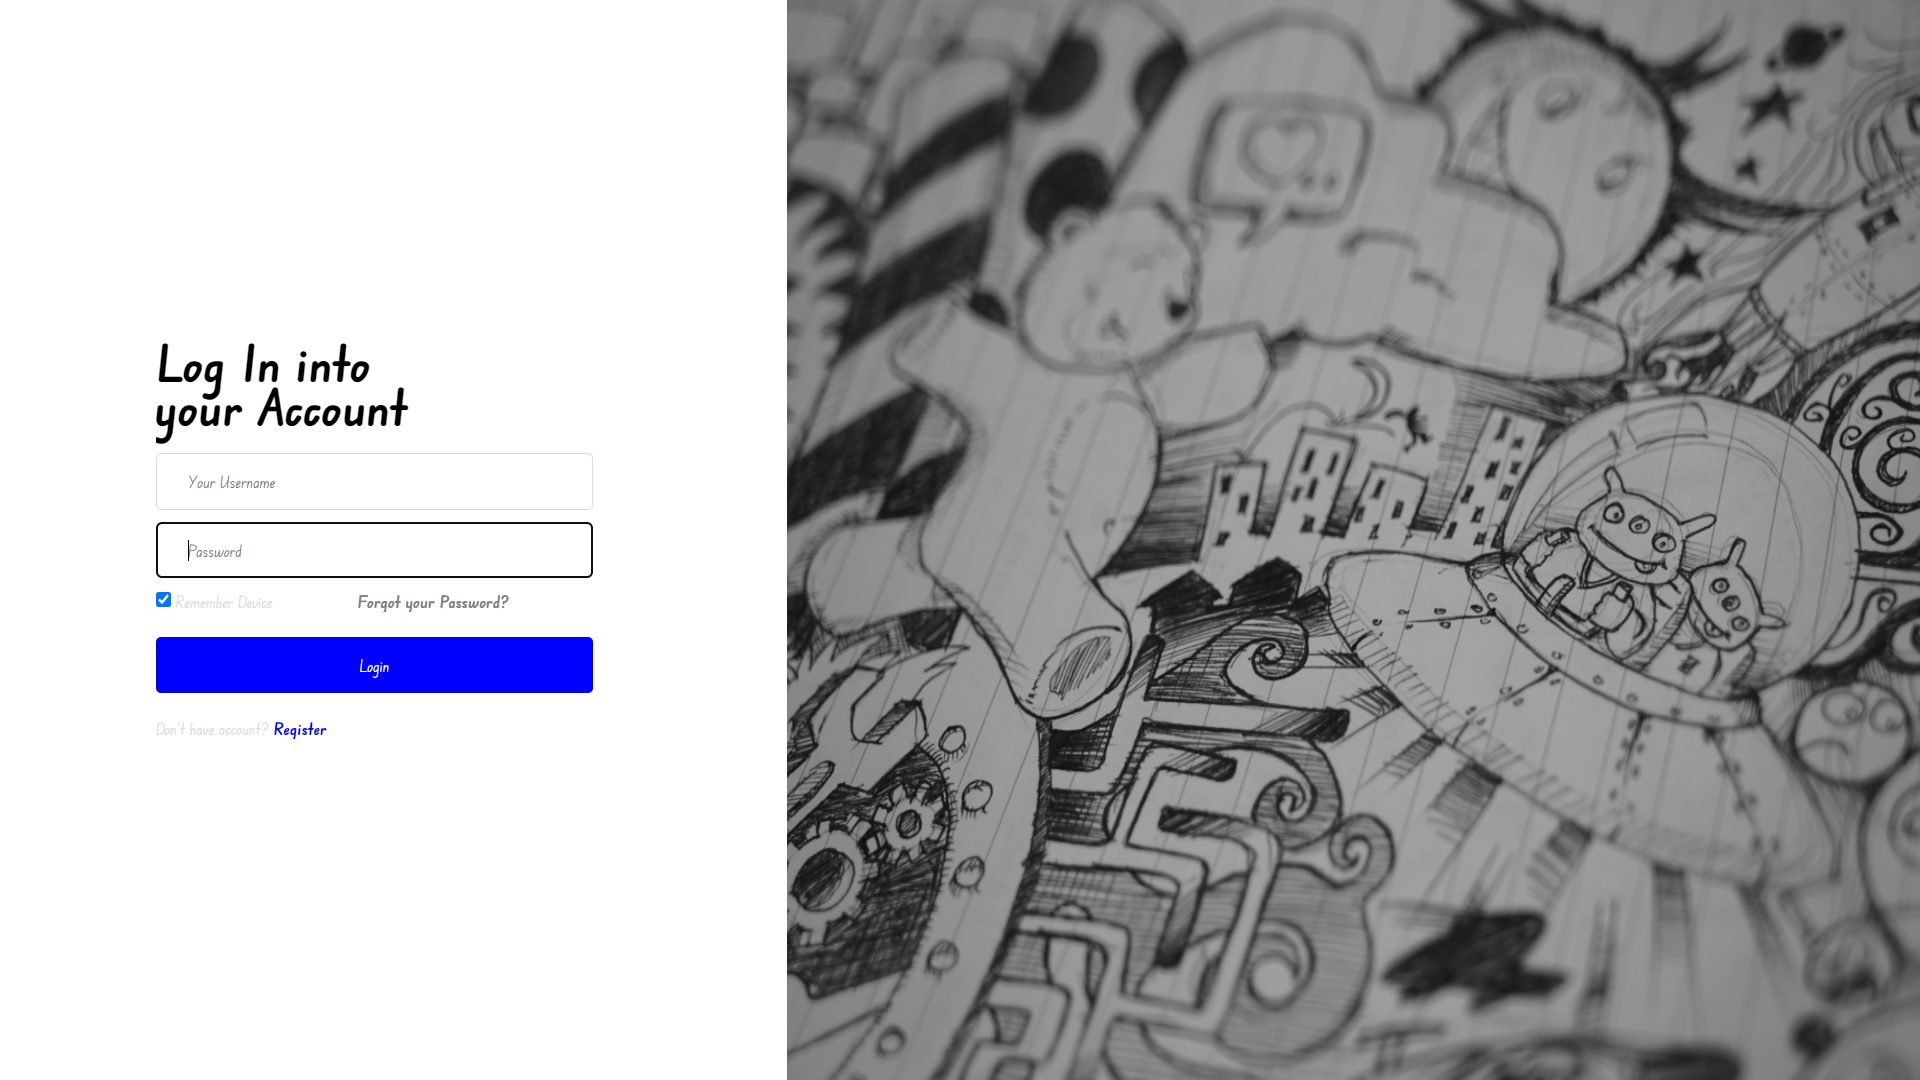 Log In into
your Account
Your Username
Password
Remember Device
Forgot your Password?
Login
Don't have account? Register